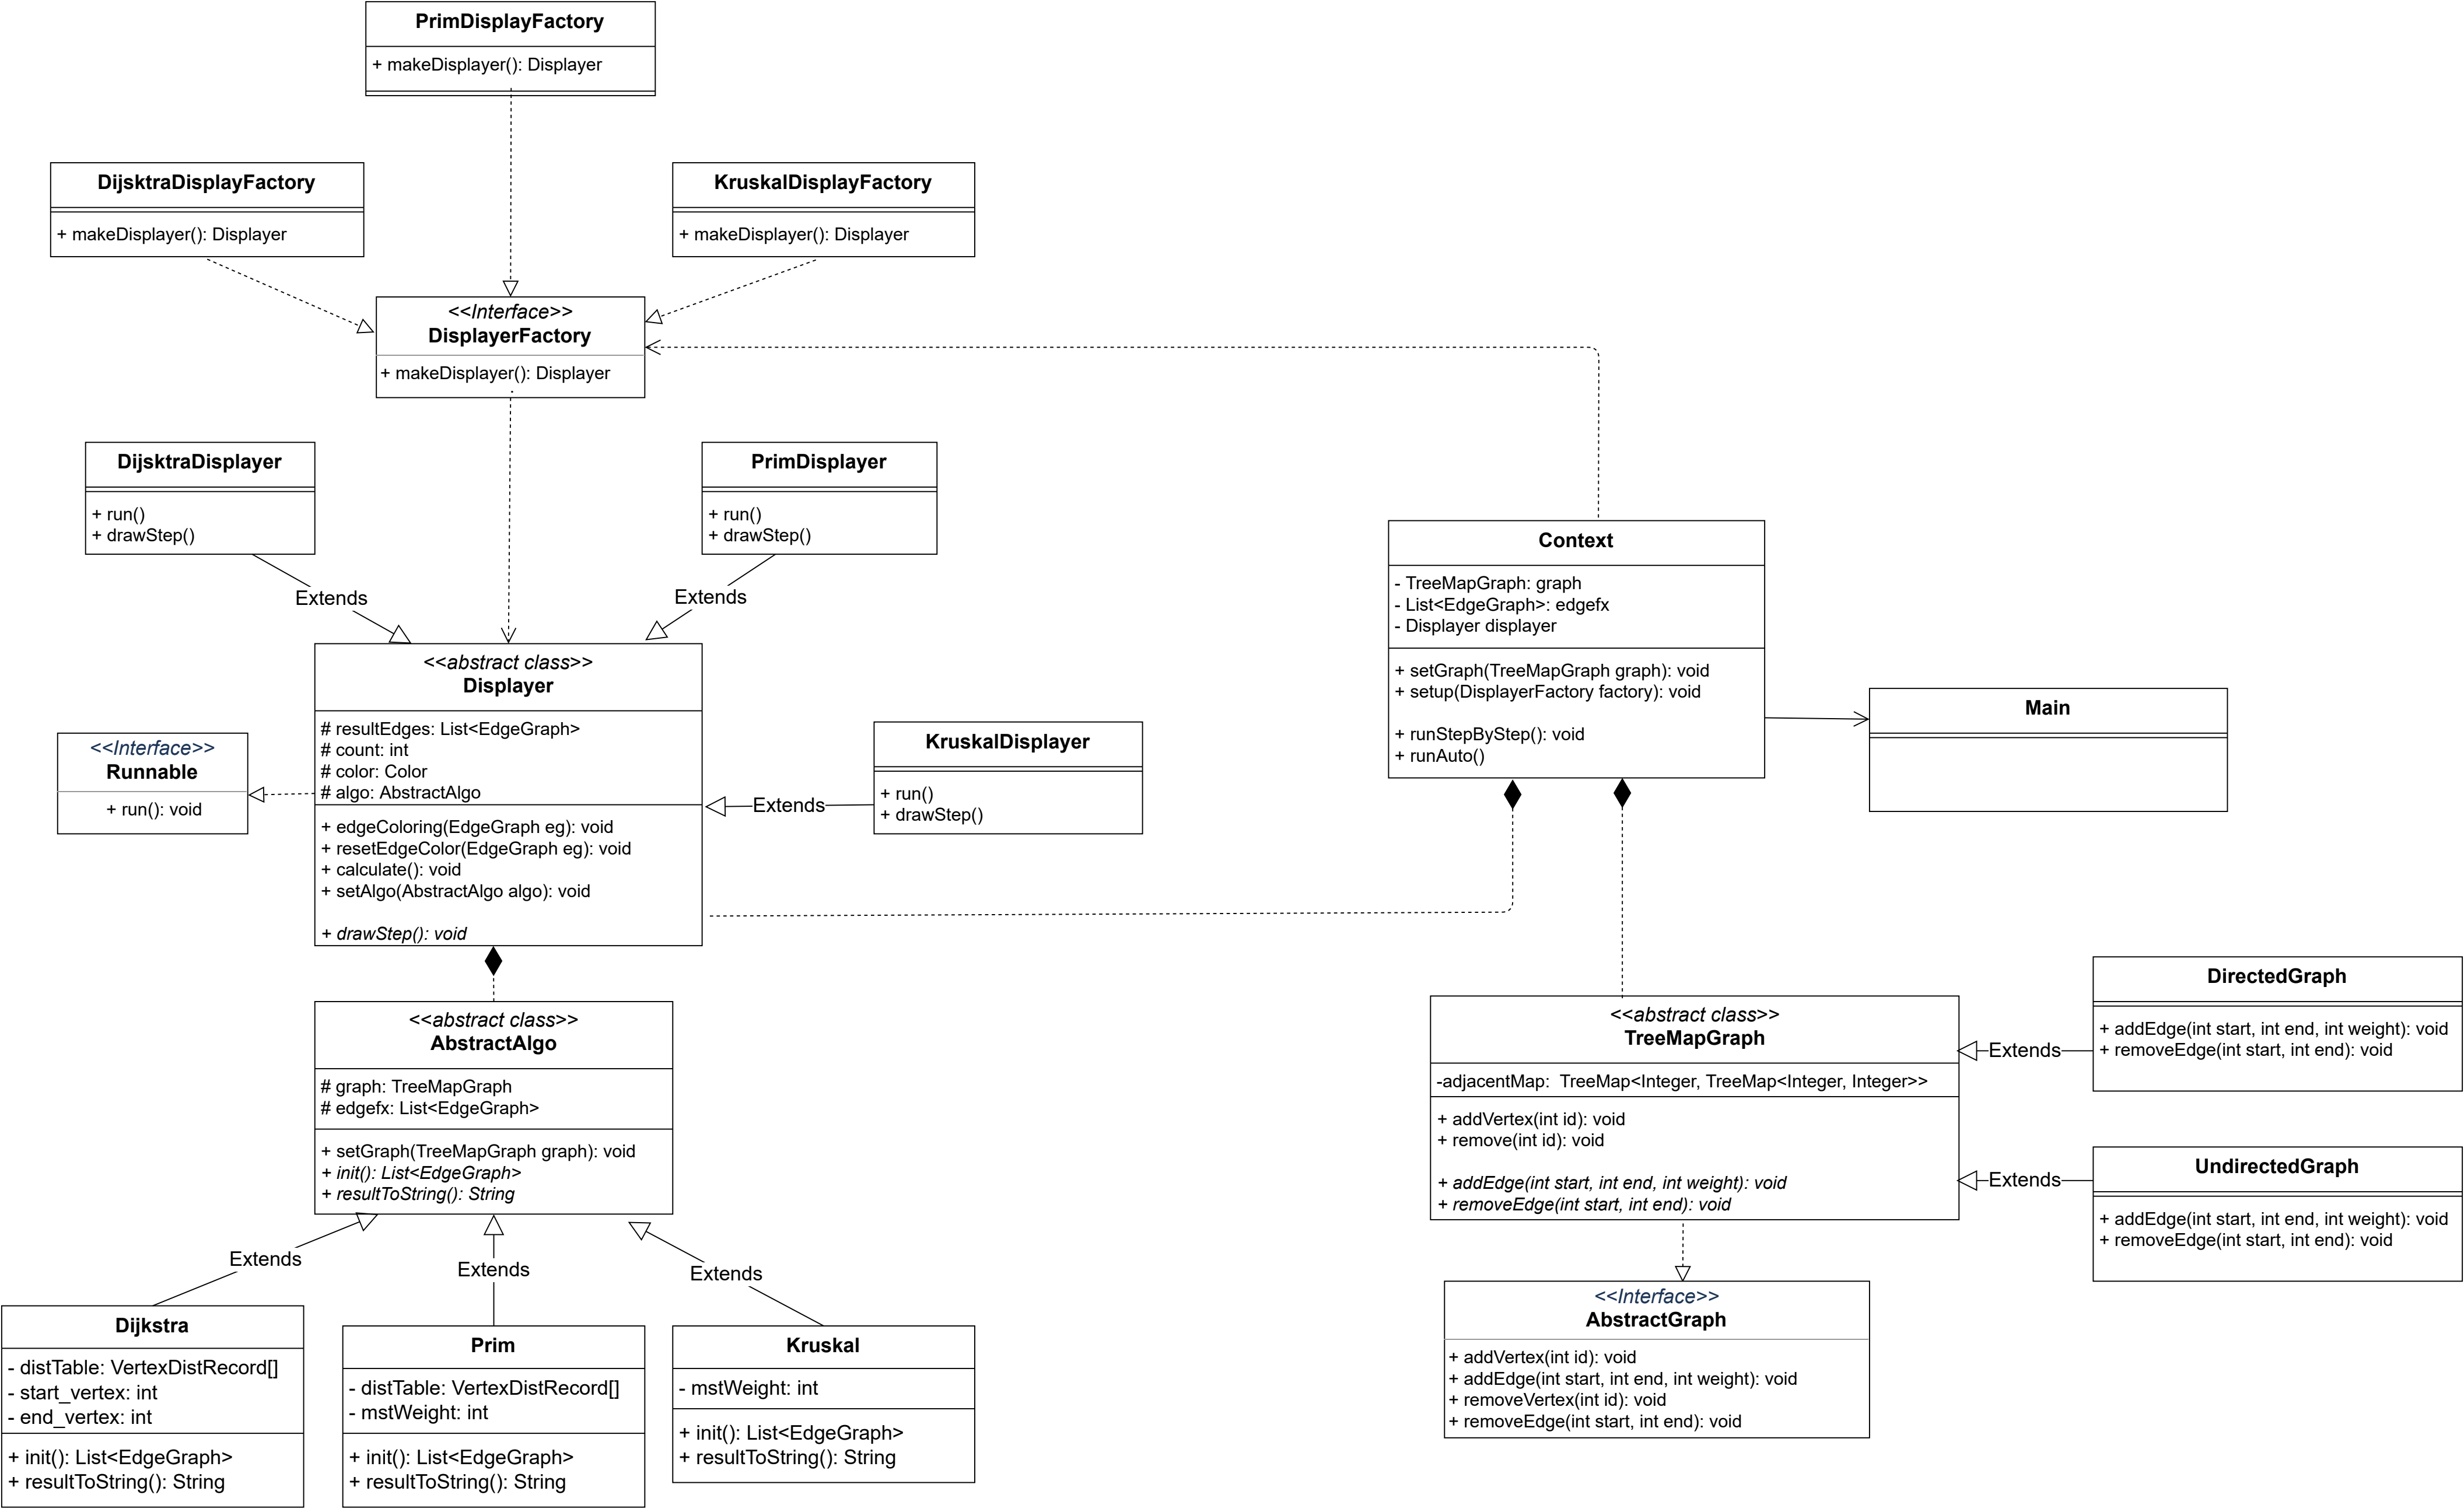 PrimDisplayFactory
+ makeDisplayer(): Displayer
DijsktraDisplayFactory
+ makeDisplayer(): Displayer
KruskalDisplayFactory
+ makeDisplayer(): Displayer
<<Interface>>
DisplayerFactory
+ makeDisplayer(): Displayer
DijsktraDisplayer
+ run()
+ drawStep()
PrimDisplayer
+ run()
+ drawStep()
Extends
Extends
Context
- TreeMapGraph: graph
- List<EdgeGraph>: edgefx
- Displayer displayer
+ setGraph(TreeMapGraph graph): void
+ setup(DisplayerFactory factory): void
+ runStepByStep(): void
+ runAuto()
Main
<<abstract class>>
Displayer
# resultEdges: List<EdgeGraph>
# count: int
# color: Color
# algo: AbstractAlgo
+ edgeColoring(EdgeGraph eg): void
+ resetEdgeColor(EdgeGraph eg): void
+ calculate(): void
+ setAlgo(AbstractAlgo algo): void
+ drawStep(): void
<<Interface>>
Runnable
+ run(): void
Extends
KruskalDisplayer
+ run()
+ drawStep()
<<abstract class>>
AbstractAlgo
# graph: TreeMapGraph
# edgefx: List<EdgeGraph>
+ setGraph(TreeMapGraph graph): void
+ init(): List<EdgeGraph>
+ resultToString(): String
<<abstract class>>
TreeMapGraph
-adjacentMap:  TreeMap<Integer, TreeMap<Integer, Integer>>
+ addVertex(int id): void
+ remove(int id): void
+ addEdge(int start, int end, int weight): void
+ removeEdge(int start, int end): void
Extends
DirectedGraph
+ addEdge(int start, int end, int weight): void
+ removeEdge(int start, int end): void
Extends
UndirectedGraph
+ addEdge(int start, int end, int weight): void
+ removeEdge(int start, int end): void
Extends
Extends
Extends
Dijkstra
- distTable: VertexDistRecord[]
- start_vertex: int
- end_vertex: int
+ init(): List<EdgeGraph>
+ resultToString(): String
Prim
- distTable: VertexDistRecord[]
- mstWeight: int
+ init(): List<EdgeGraph>
+ resultToString(): String
Kruskal
- mstWeight: int
+ init(): List<EdgeGraph>
+ resultToString(): String
<<Interface>>
AbstractGraph
+ addVertex(int id): void
+ addEdge(int start, int end, int weight): void
+ removeVertex(int id): void
+ removeEdge(int start, int end): void